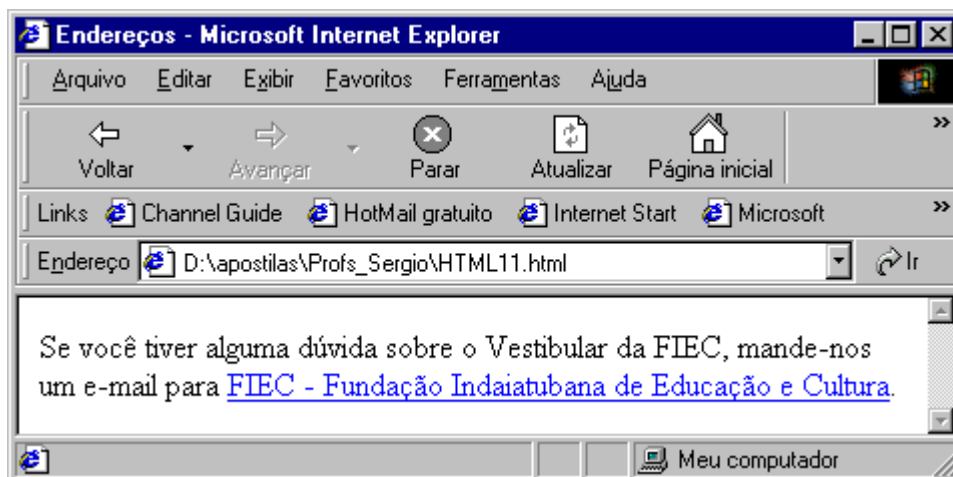 Endereços - Microsoft Internet Explorer
Arquivo Editar Exibir Favoritos Ferramentas Ajuda
Voltar Avançar Parar Atualizar Página inicial »
Links Channel Guide HotMail gratuito Internet Start Microsoft »
Endereço D:\apostilas\Profs_Sergio\HTML11.html Ir
Se você tiver alguma dúvida sobre o Vestibular da FIEC, mande-nos
um e-mail para FIEC - Fundação Indaiatubana de Educação e Cultura.
Meu computador